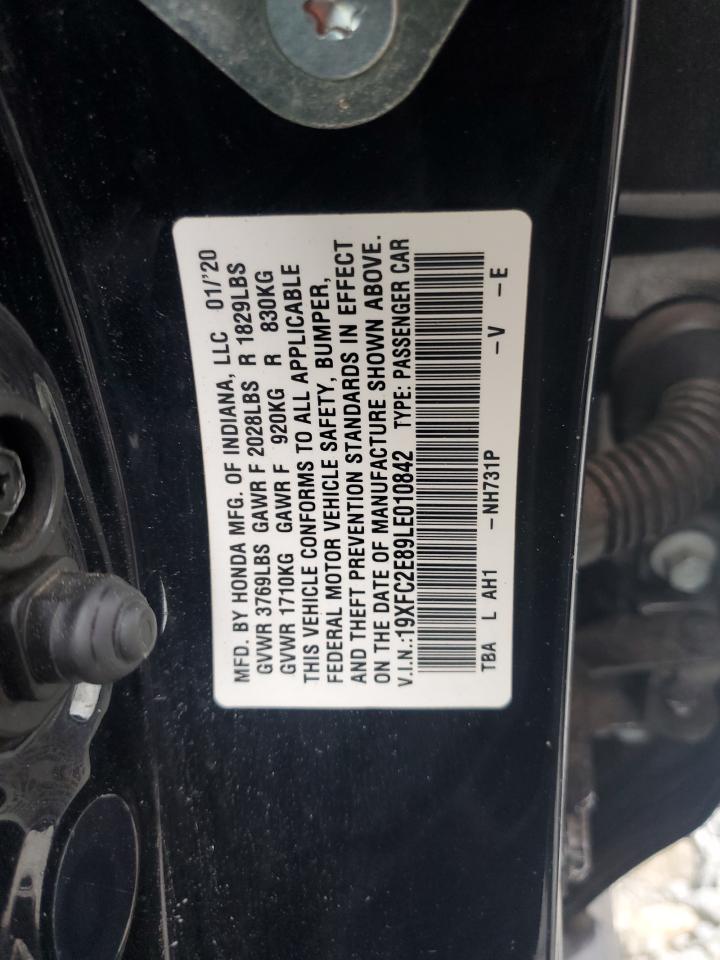 MFD. BY HONDA MFG. OF INDIANA, LLC 01/'20
GVWR 3769LBS GAWR F 2028LBS R 1829LBS
GVWR 1710KG GAWR F 920KG R 830KG
THIS VEHICLE CONFORMS TO ALL APPLICABLE
FEDERAL MOTOR VEHICLE SAFETY, BUMPER,
AND THEFT PREVENTION STANDARDS IN EFFECT
ON THE DATE OF MANUFACTURE SHOWN ABOVE.
V.I.N.:19XFC2E89LE010842 TYPE: PASSENGER CAR
TBA L AH1 -NH731P -V -E